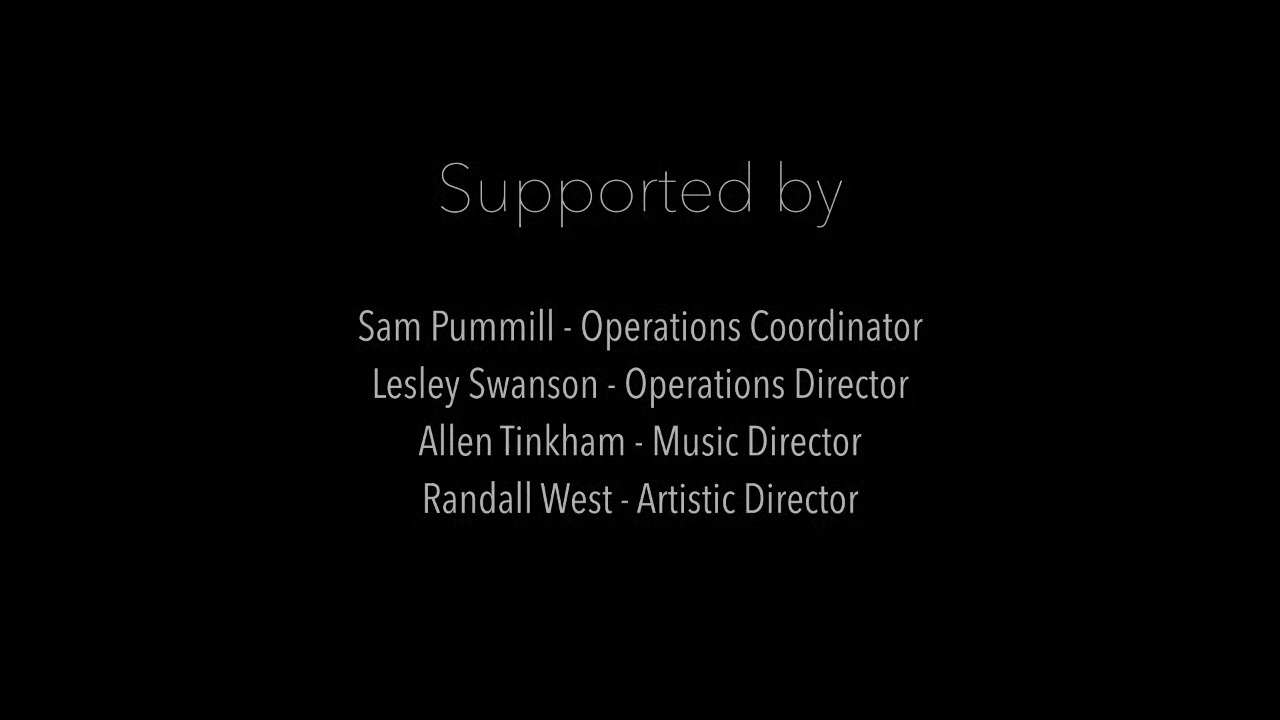 Supported by
Sam Pummill - Operations Coordinator
Lesley Swanson - Operations Director
Allen Tinkham - Music Director
Randall West - Artistic Director